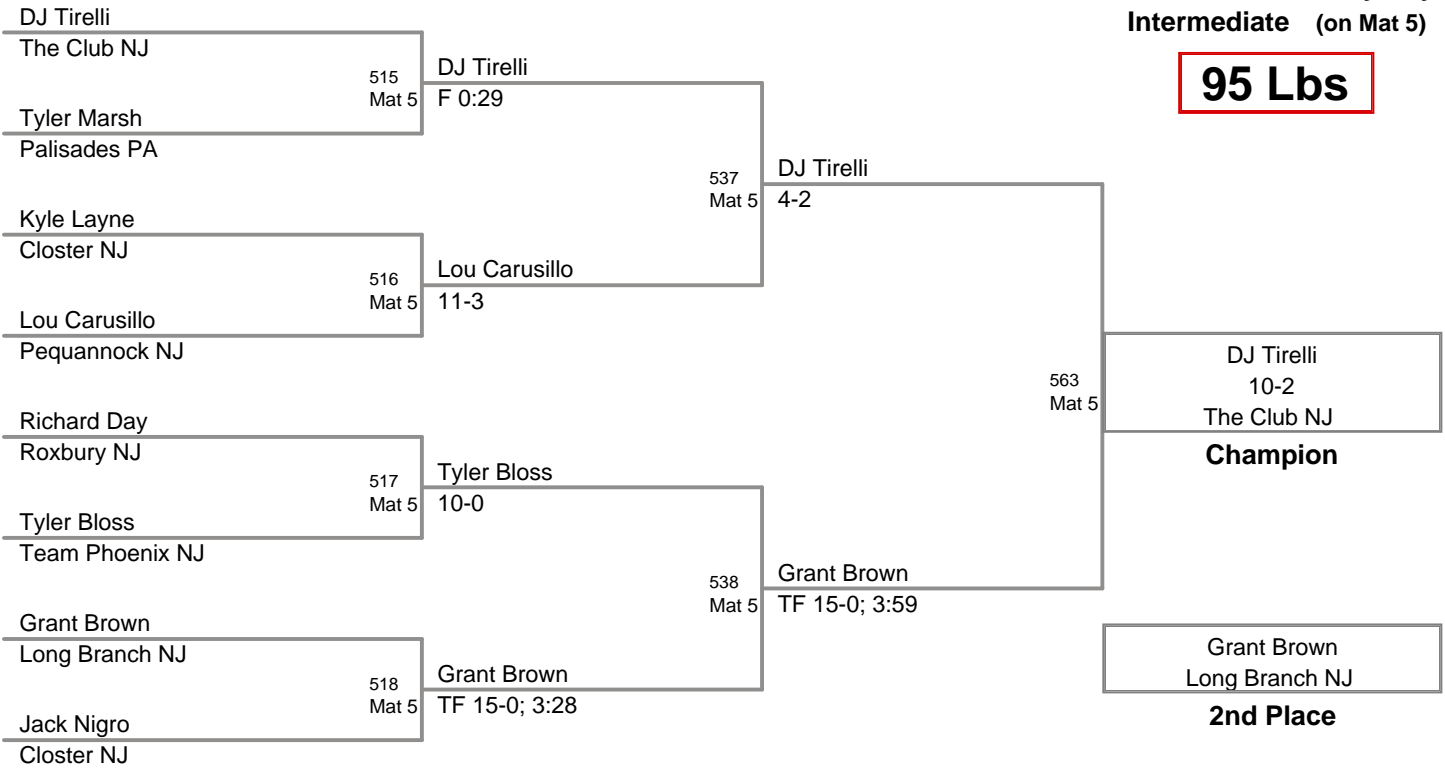 Intermediate (on Mat 5)
95 Lbs
DJ Tirelli
The Club NJ
515
Mat 5
Tyler Marsh
Palisades PA
DJ Tirelli
F 0:29
Kyle Layne
Closter NJ
516
Mat 5
Lou Carusillo
Pequannock NJ
Lou Carusillo
11-3
537
Mat 5
DJ Tirelli
4-2
Richard Day
Roxbury NJ
517
Mat 5
Tyler Bloss
Team Phoenix NJ
Tyler Bloss
10-0
Grant Brown
Long Branch NJ
518
Mat 5
Jack Nigro
Closter NJ
Grant Brown
TF 15-0; 3:28
538
Mat 5
Grant Brown
TF 15-0; 3:59
563
Mat 5
DJ Tirelli
10-2
The Club NJ
Champion
Grant Brown
Long Branch NJ
2nd Place